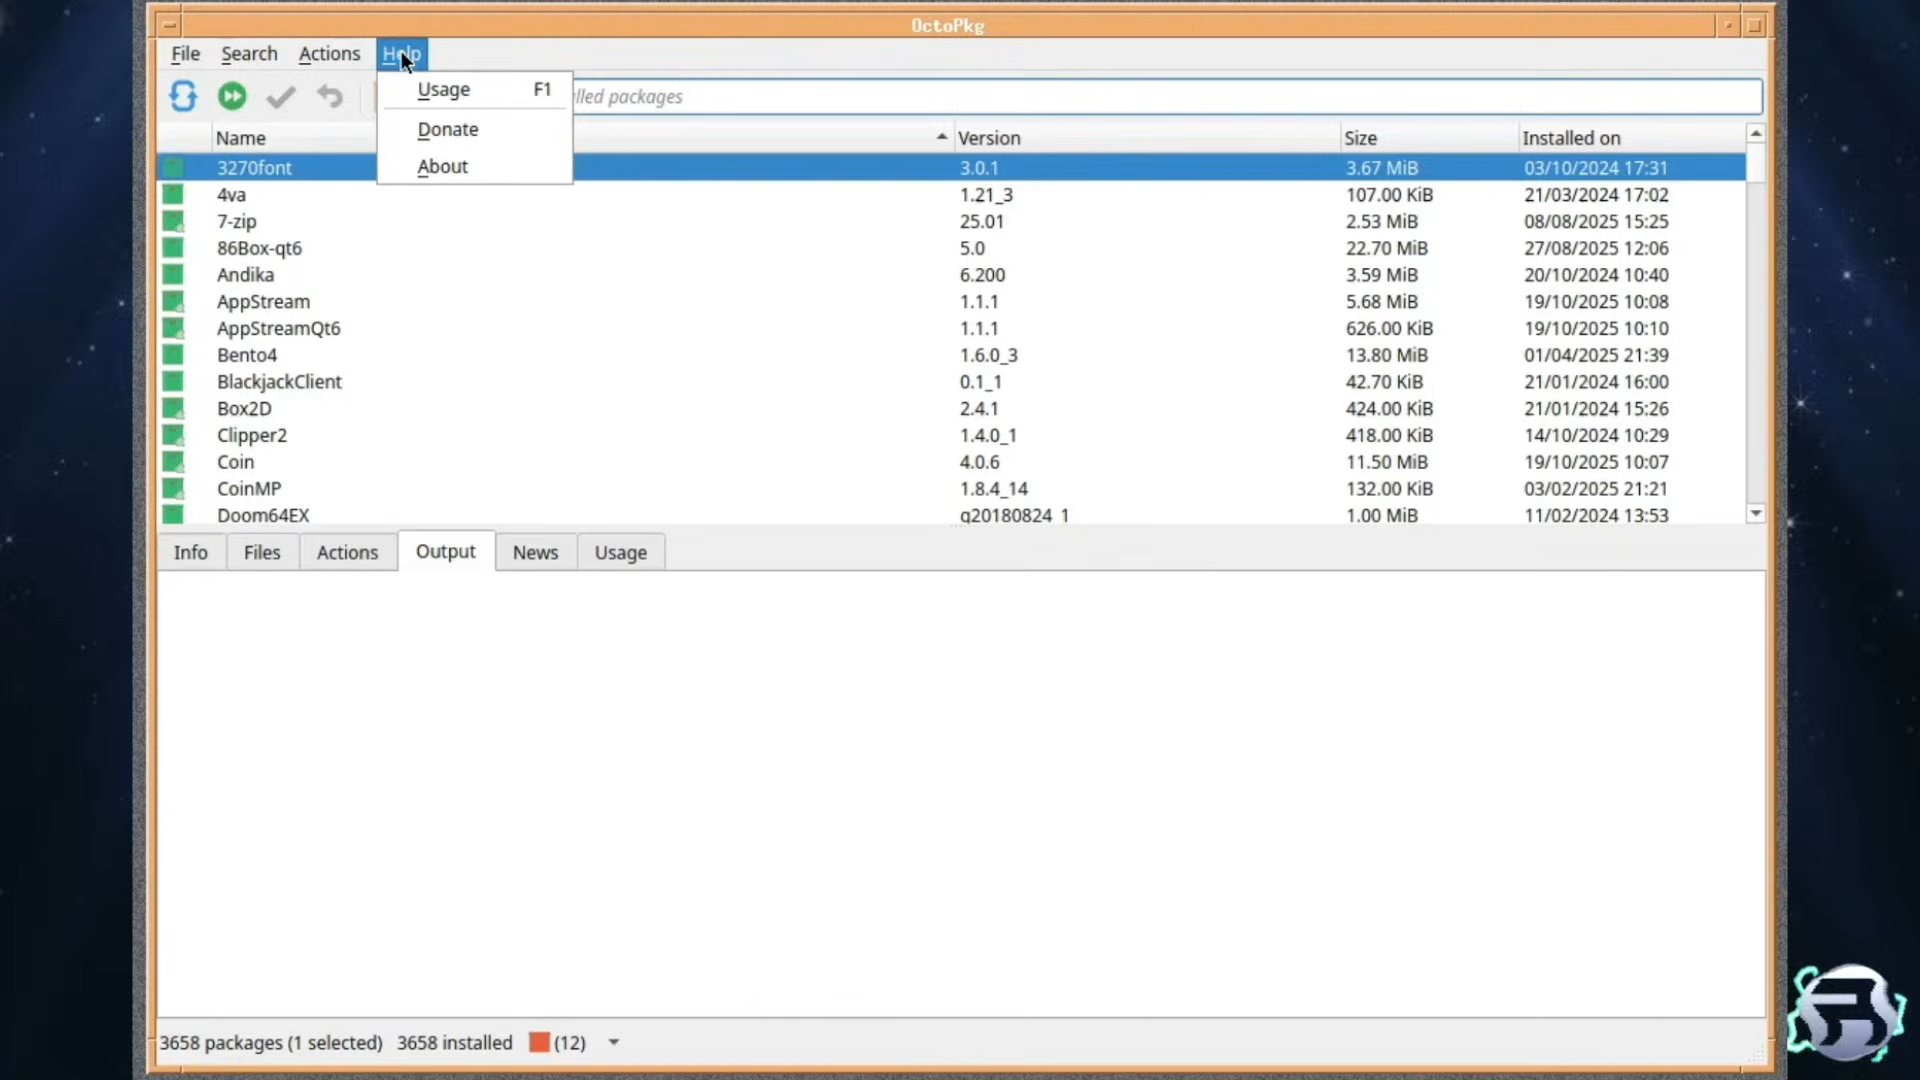 OctoPkg
File Search Actions Help
Usage F1
Donate
About
lled packages
Name Version Size Installed on
3270font 3.0.1 3.67 MiB 03/10/2024 17:31
4va 1.21_3 107.00 KiB 21/03/2024 17:02
7-zip 25.01 2.53 MiB 08/08/2025 15:25
86Box-qt6 5.0 22.70 MiB 27/08/2025 12:06
Andika 6.200 3.59 MiB 20/10/2024 10:40
AppStream 1.1.1 5.68 MiB 19/10/2025 10:08
AppStreamQt6 1.1.1 626.00 KiB 19/10/2025 10:10
Bento4 1.6.0_3 13.80 MiB 01/04/2025 21:39
BlackjackClient 0.1_1 42.70 KiB 21/01/2024 16:00
Box2D 2.4.1 424.00 KiB 21/01/2024 15:26
Clipper2 1.4.0_1 418.00 KiB 14/10/2024 10:29
Coin 4.0.6 11.50 MiB 19/10/2025 10:07
CoinMP 1.8.4_14 132.00 KiB 03/02/2025 21:21
Doom64EX g20180824_1 1.00 MiB 11/02/2024 13:53
Info Files Actions Output News Usage
3658 packages (1 selected) 3658 installed (12)